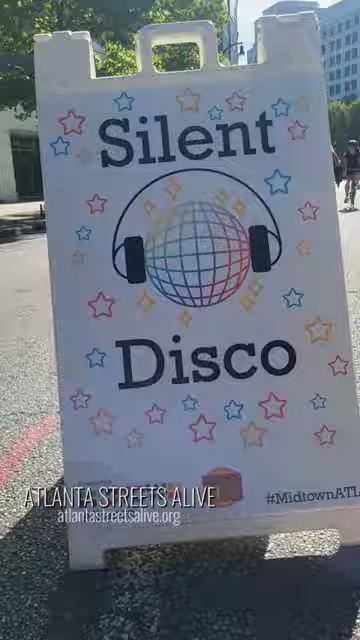 Silent
Disco
#MidtownATL
ATLANTA STREETS ALIVE
atlantastreetsalive.org